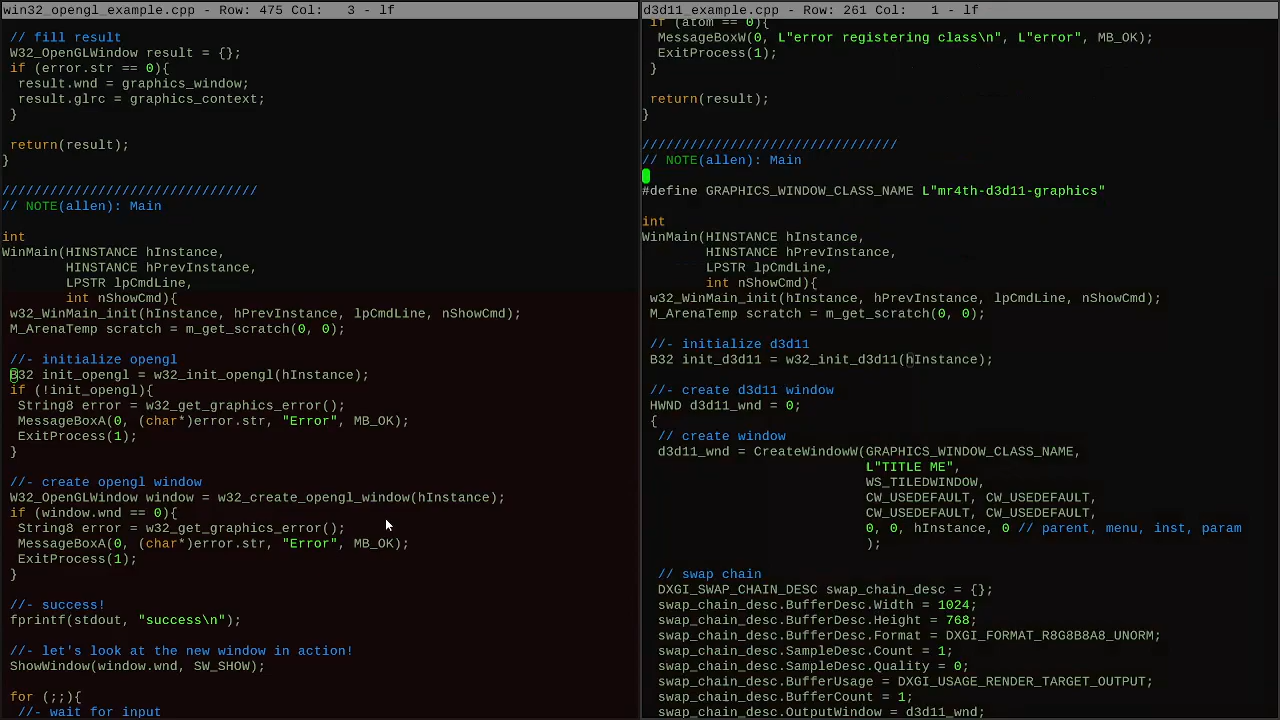 win32_opengl_example.cpp - Row: 475 Col:   3 - lf
// fill result
W32_OpenGLWindow result = {};
if (error.str == 0){
result.wnd = graphics_window;
result.glrc = graphics_context;
}
return(result);
}
////////////////////////////////
// NOTE(allen): Main
int
WinMain(HINSTANCE hInstance,
HINSTANCE hPrevInstance,
LPSTR lpCmdLine,
int nShowCmd){
w32_WinMain_init(hInstance, hPrevInstance, lpCmdLine, nShowCmd);
M_ArenaTemp scratch = m_get_scratch(0, 0);
//- initialize opengl
B32 init_opengl = w32_init_opengl(hInstance);
if (!init_opengl){
String8 error = w32_get_graphics_error();
MessageBoxA(0, (char*)error.str, "Error", MB_OK);
ExitProcess(1);
}
//- create opengl window
W32_OpenGLWindow window = w32_create_opengl_window(hInstance);
if (window.wnd == 0){
String8 error = w32_get_graphics_error();
MessageBoxA(0, (char*)error.str, "Error", MB_OK);
ExitProcess(1);
}
//- success!
fprintf(stdout, "success\n");
//- let's look at the new window in action!
ShowWindow(window.wnd, SW_SHOW);
for (;;){
//- wait for input
d3d11_example.cpp - Row: 261 Col:   1 - lf
if (atom == 0){
MessageBoxW(0, L"error registering class\n", L"error", MB_OK);
ExitProcess(1);
}
return(result);
}
////////////////////////////////
// NOTE(allen): Main
#define GRAPHICS_WINDOW_CLASS_NAME L"mr4th-d3d11-graphics"
int
WinMain(HINSTANCE hInstance,
HINSTANCE hPrevInstance,
LPSTR lpCmdLine,
int nShowCmd){
w32_WinMain_init(hInstance, hPrevInstance, lpCmdLine, nShowCmd);
M_ArenaTemp scratch = m_get_scratch(0, 0);
//- initialize d3d11
B32 init_d3d11 = w32_init_d3d11(hInstance);
//- create d3d11 window
HWND d3d11_wnd = 0;
{
// create window
d3d11_wnd = CreateWindowW(GRAPHICS_WINDOW_CLASS_NAME,
L"TITLE ME",
WS_TILEDWINDOW,
CW_USEDEFAULT, CW_USEDEFAULT,
CW_USEDEFAULT, CW_USEDEFAULT,
0, 0, hInstance, 0 // parent, menu, inst, param
);
// swap chain
DXGI_SWAP_CHAIN_DESC swap_chain_desc = {};
swap_chain_desc.BufferDesc.Width = 1024;
swap_chain_desc.BufferDesc.Height = 768;
swap_chain_desc.BufferDesc.Format = DXGI_FORMAT_R8G8B8A8_UNORM;
swap_chain_desc.SampleDesc.Count = 1;
swap_chain_desc.SampleDesc.Quality = 0;
swap_chain_desc.BufferUsage = DXGI_USAGE_RENDER_TARGET_OUTPUT;
swap_chain_desc.BufferCount = 1;
swap_chain_desc.OutputWindow = d3d11_wnd;